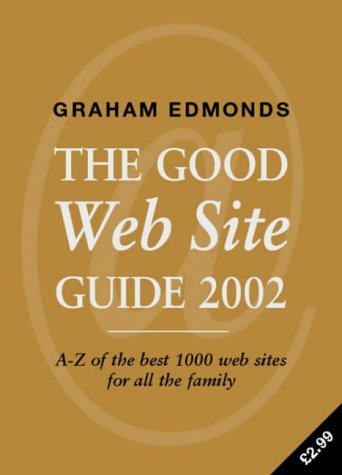 GRAHAM EDMONDS
THE GOOD
Web Site
GUIDE 2002
A-Z of the best 1000 web sites
for all the family
£2.99
@